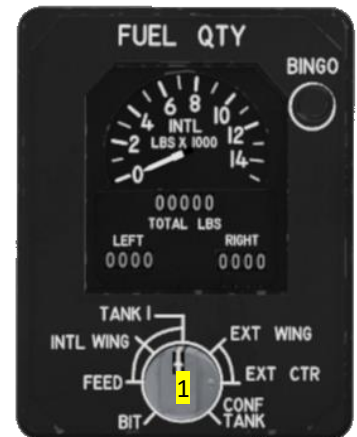 FUEL QTY
BINGO
0 2 4 6 8 10 12 14
INTL
LBS X 1000
00000
TOTAL LBS
LEFT RIGHT
0000 0000
TANK I
INTL WING EXT WING
FEED EXT CTR
1
BIT CONF
TANK